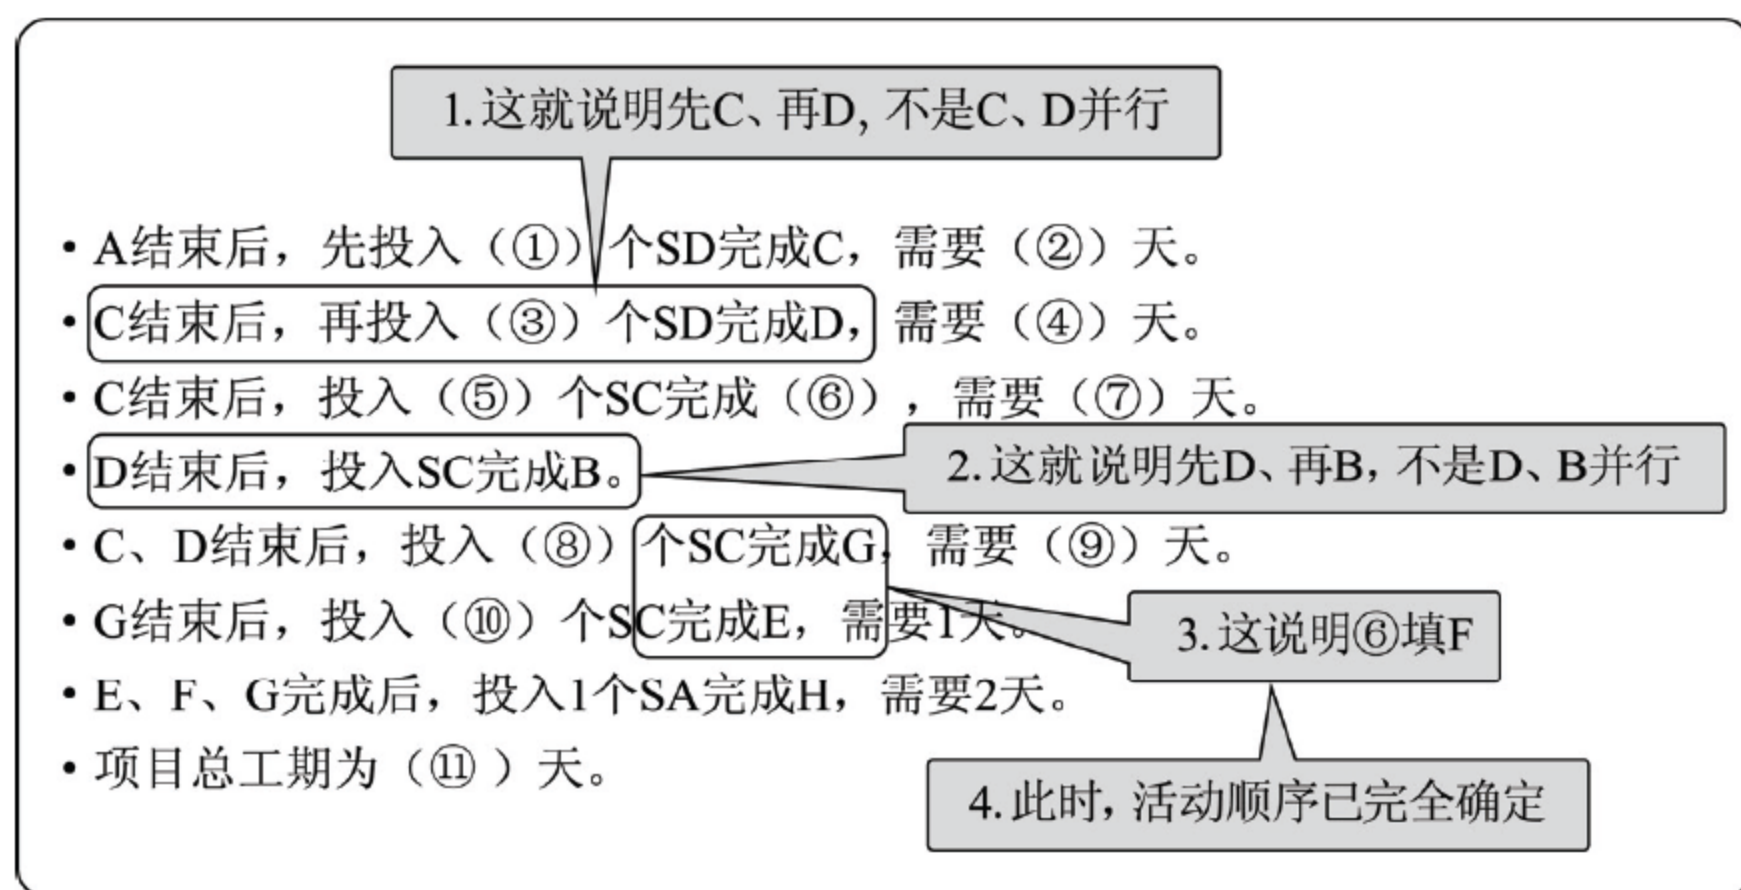 1.这就说明先C、再D, 不是C、D并行
• A结束后，先投入（①）个SD完成C，需要（②）天。
• C结束后，再投入（③）个SD完成D，需要（④）天。
• C结束后，投入（⑤）个SC完成（⑥），需要（⑦）天。
• D结束后，投入SC完成B。
2.这就说明先D、再B, 不是D、B并行
• C、D结束后，投入（⑧）个SC完成G，需要（⑨）天。
• G结束后，投入（⑩）个SC完成E，需要1天。
3.这说明⑥填F
• E、F、G完成后，投入1个SA完成H，需要2天。
• 项目总工期为（⑪）天。
4.此时, 活动顺序已完全确定